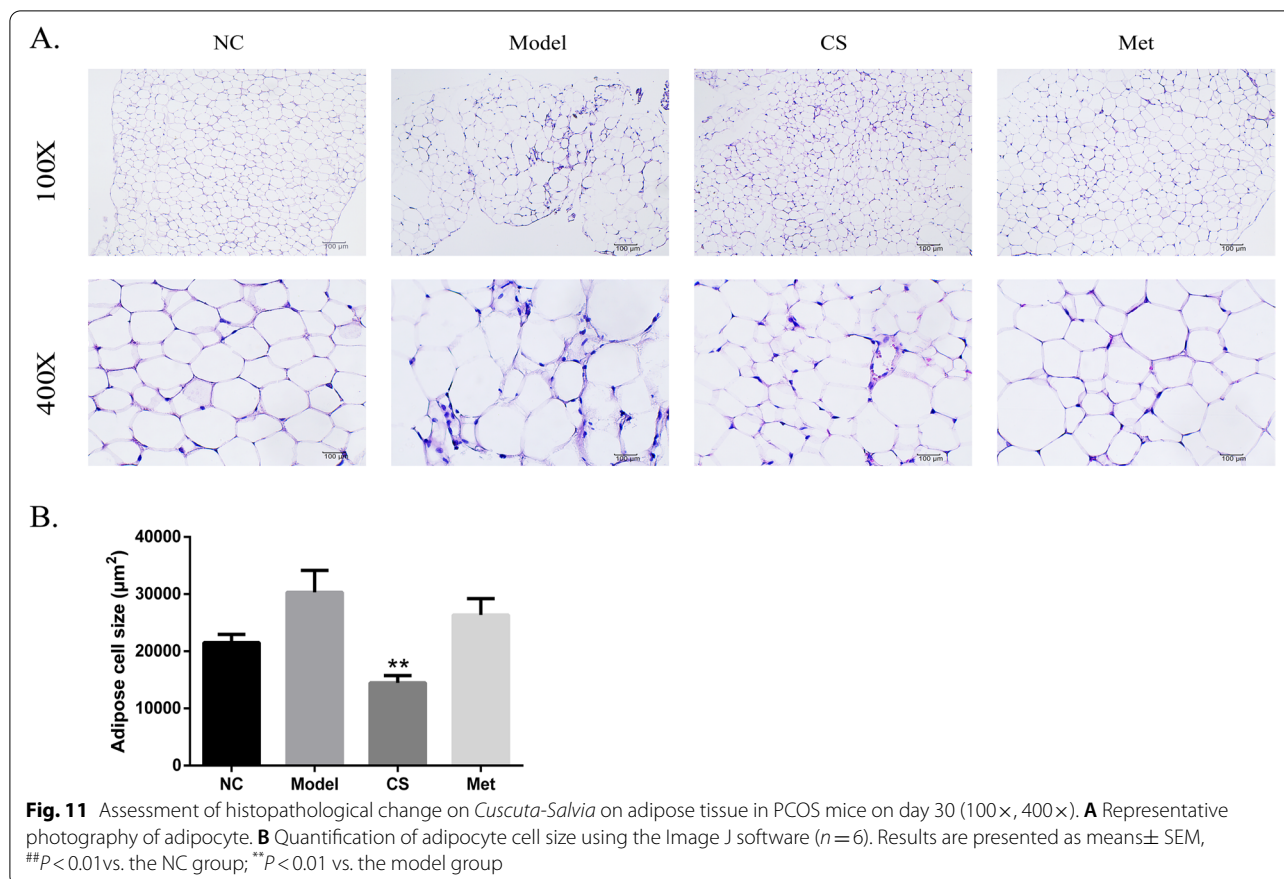 A.
NC Model CS Met
100X
100 µm 100 µm 100 µm 100 µm
400X
100 µm 100 µm 100 µm 100 µm
B.
Adipose cell size (µm²)
40000
30000
20000
10000
0
**
NC Model CS Met
Fig. 11 Assessment of histopathological change on Cuscuta-Salvia on adipose tissue in PCOS mice on day 30 (100×, 400×). A Representative
photography of adipocyte. B Quantification of adipocyte cell size using the Image J software (n = 6). Results are presented as means± SEM,
##P < 0.01vs. the NC group; **P < 0.01 vs. the model group